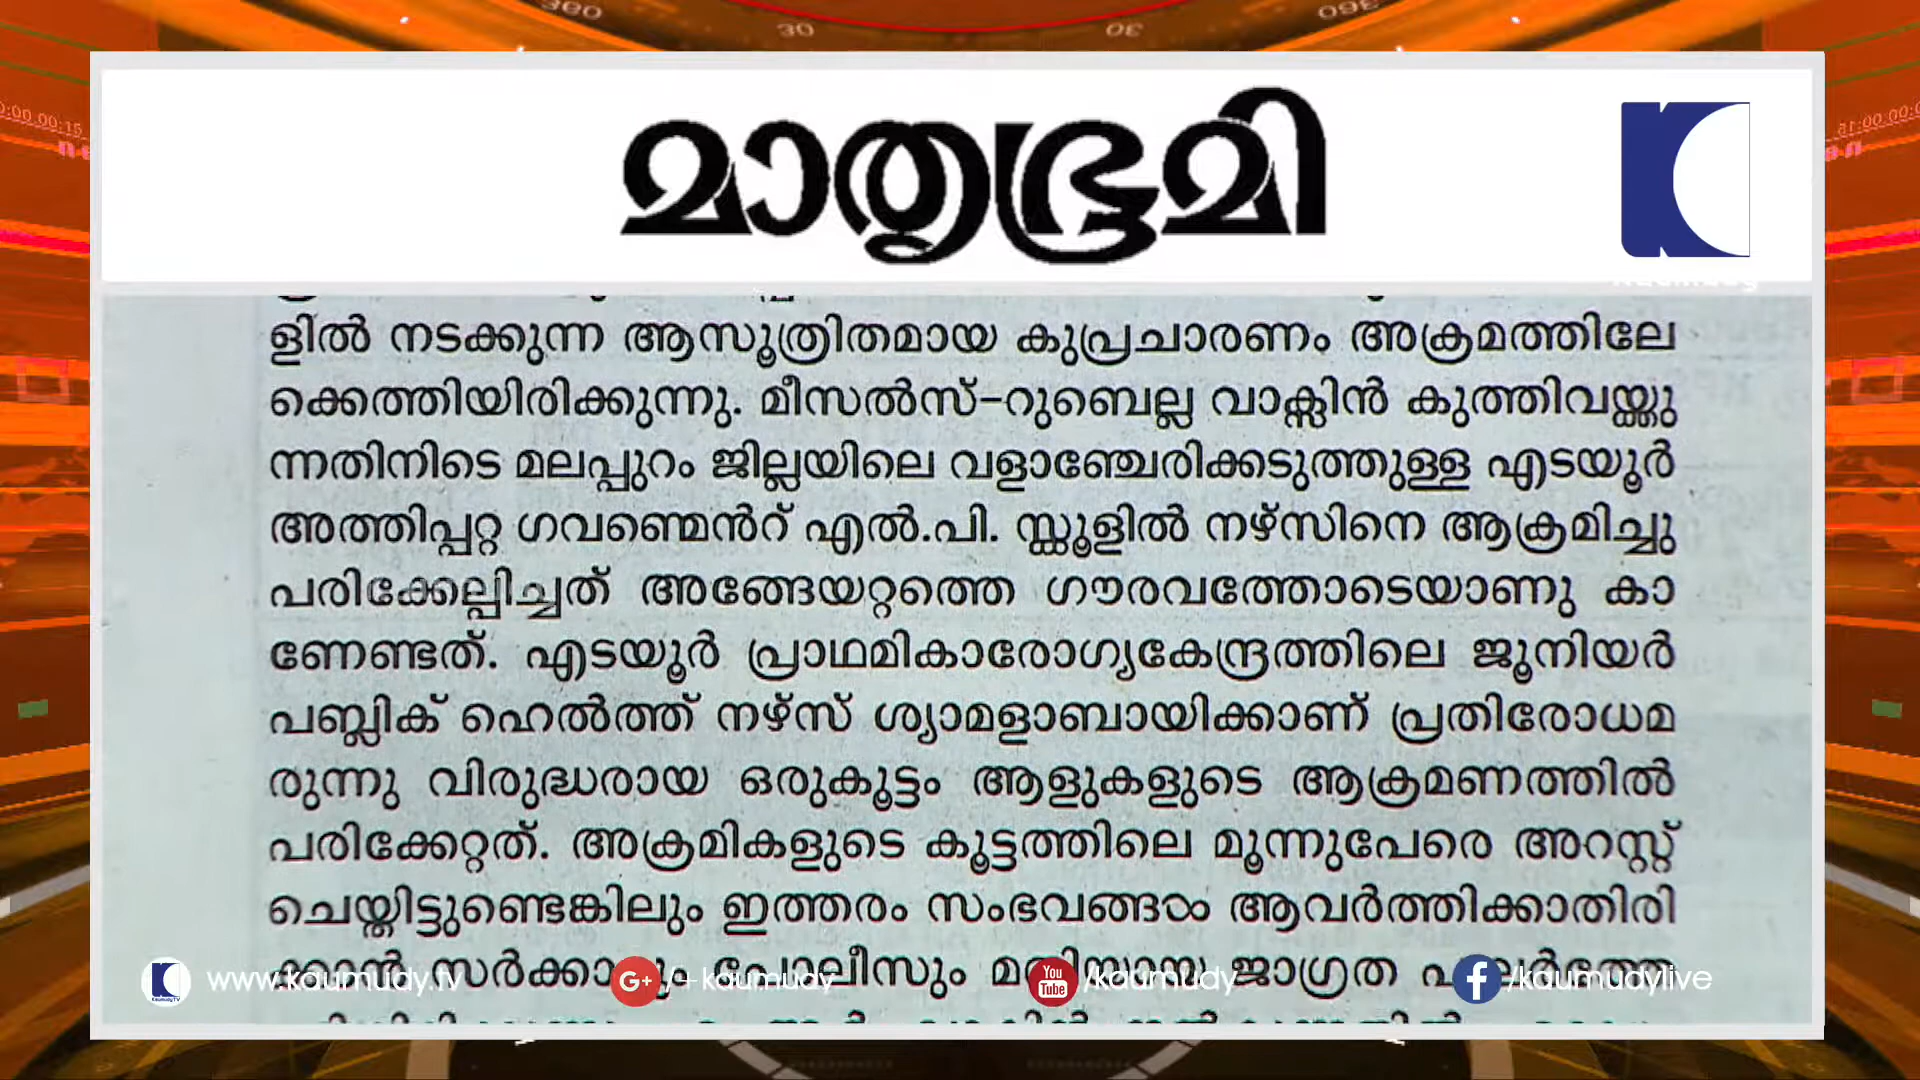 മാതൃഭൂമി
ളിൽ നടക്കുന്ന ആസൂത്രിതമായ കുപ്രചാരണം അക്രമത്തിലേ
ക്കെത്തിയിരിക്കുന്നു. മീസൽസ്-റുബെല്ല വാക്സിൻ കുത്തിവയ്ക്കു
ന്നതിനിടെ മലപ്പുറം ജില്ലയിലെ വളാഞ്ചേരിക്കടുത്തുള്ള എടയൂർ
അത്തിപ്പറ്റ ഗവണ്മെൻറ് എൽ.പി. സ്കൂളിൽ നഴ്സിനെ ആക്രമിച്ചു
പരിക്കേല്പിച്ചത് അങ്ങേയറ്റത്തെ ഗൗരവത്തോടെയാണു കാ
ണേണ്ടത്. എടയൂർ പ്രാഥമികാരോഗ്യകേന്ദ്രത്തിലെ ജൂനിയർ
പബ്ലിക് ഹെൽത്ത് നഴ്സ് ശ്യാമളാബായിക്കാണ് പ്രതിരോധമ
രുന്നു വിരുദ്ധരായ ഒരുകൂട്ടം ആളുകളുടെ ആക്രമണത്തിൽ
പരിക്കേറ്റത്. അക്രമികളുടെ കൂട്ടത്തിലെ മൂന്നുപേരെ അറസ്റ്റ്
ചെയ്തിട്ടുണ്ടെങ്കിലും ഇത്തരം സംഭവങ്ങൾ ആവർത്തിക്കാതിരി
ക്കാൻ പോലീസും ജാഗ്രത
www.kaumudy.tv /+kaumudy /kaumudy /kaumudylive